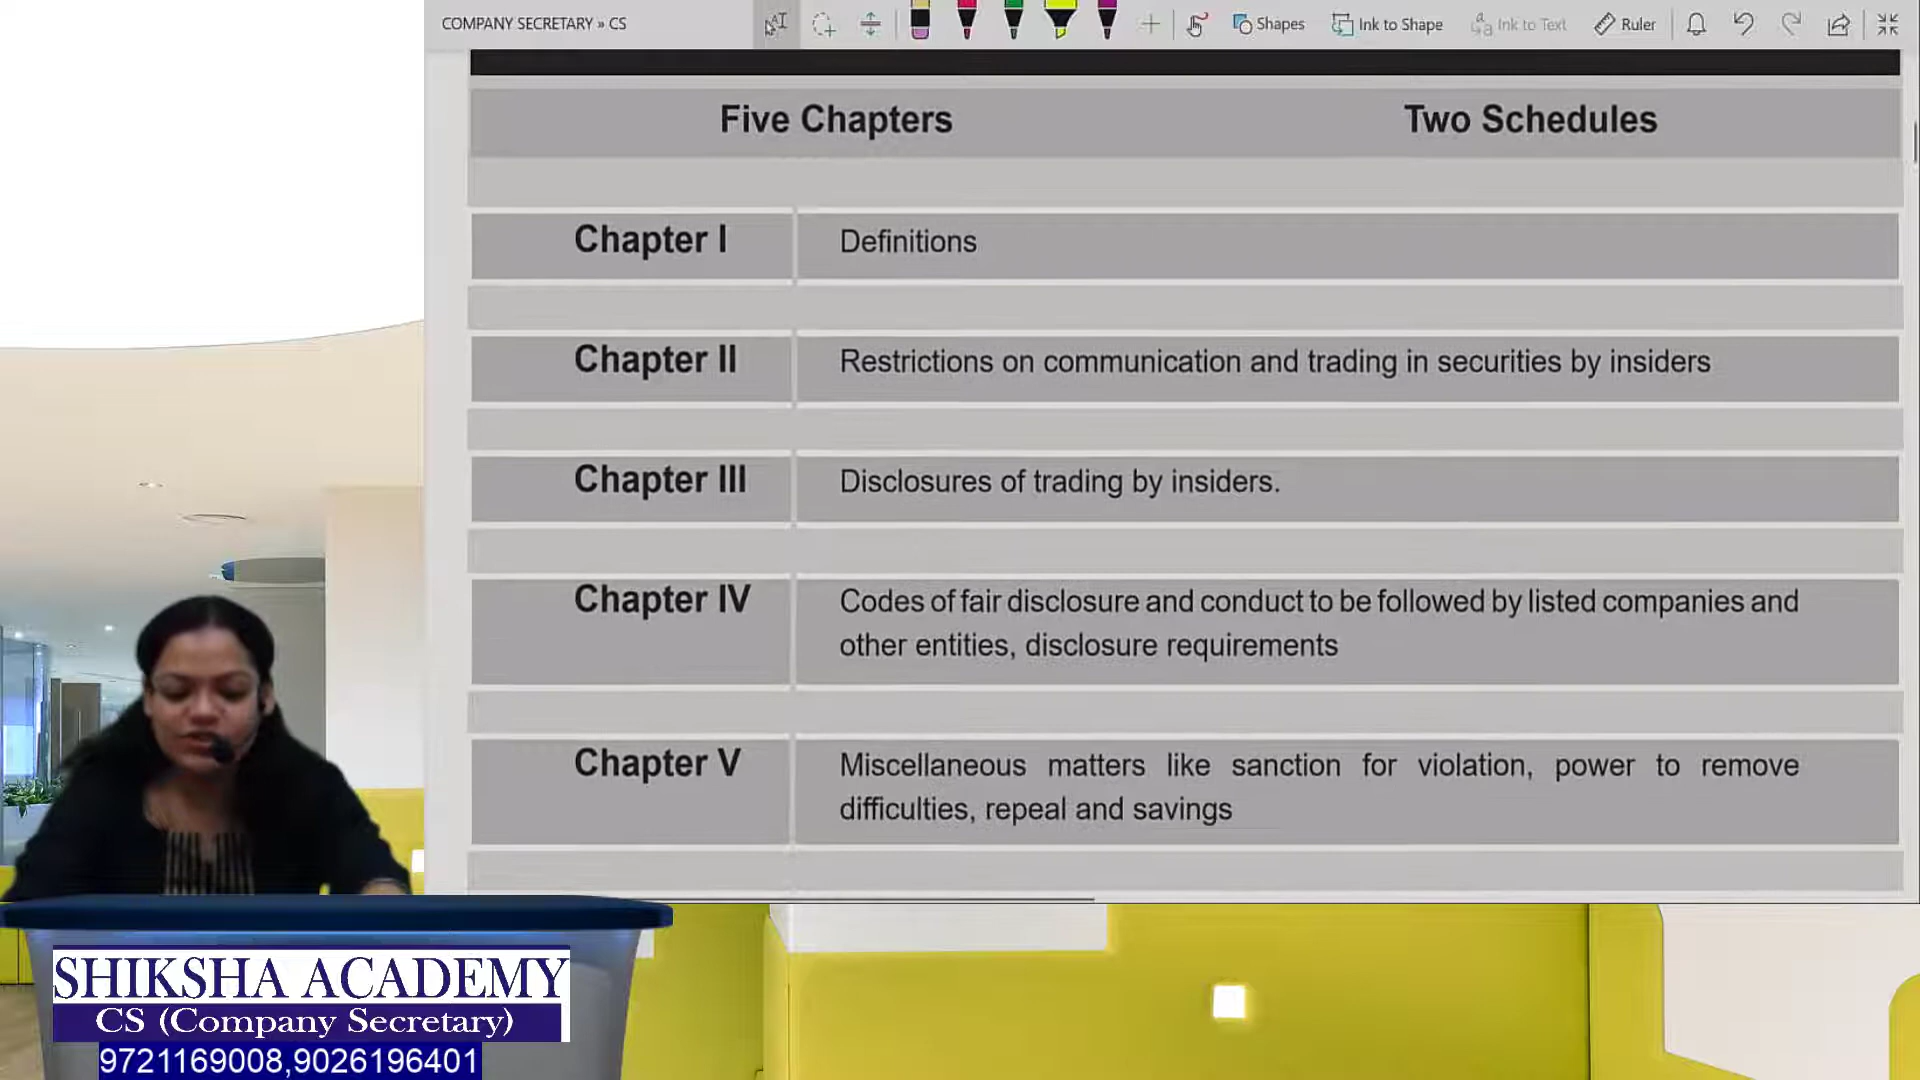 COMPANY SECRETARY » CS
Shapes
Ink to Shape
Ink to Text
Ruler
Five Chapters
Two Schedules
Chapter I
Definitions
Chapter II
Restrictions on communication and trading in securities by insiders
Chapter III
Disclosures of trading by insiders.
Chapter IV
Codes of fair disclosure and conduct to be followed by listed companies and
other entities, disclosure requirements
Chapter V
Miscellaneous matters like sanction for violation, power to remove
difficulties, repeal and savings
SHIKSHA ACADEMY
CS (Company Secretary)
9721169008,9026196401